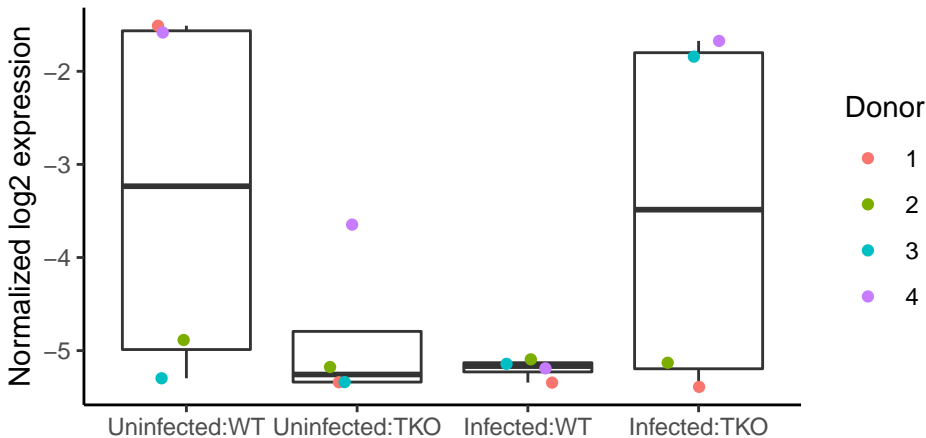 Normalized log2 expression
−2
−3
−4
−5
Uninfected:WT
Uninfected:TKO
Infected:WT
Infected:TKO
Donor
1
2
3
4